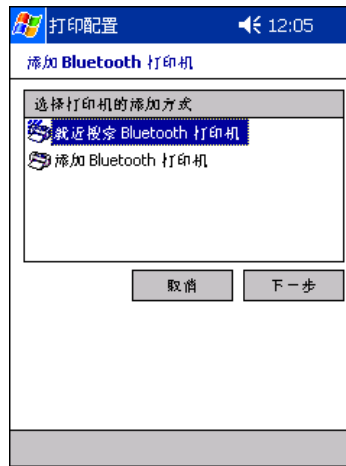 打印配置 12:05
添加 Bluetooth 打印机
选择打印机的添加方式
就近搜索 Bluetooth 打印机
添加 Bluetooth 打印机
取消 下一步